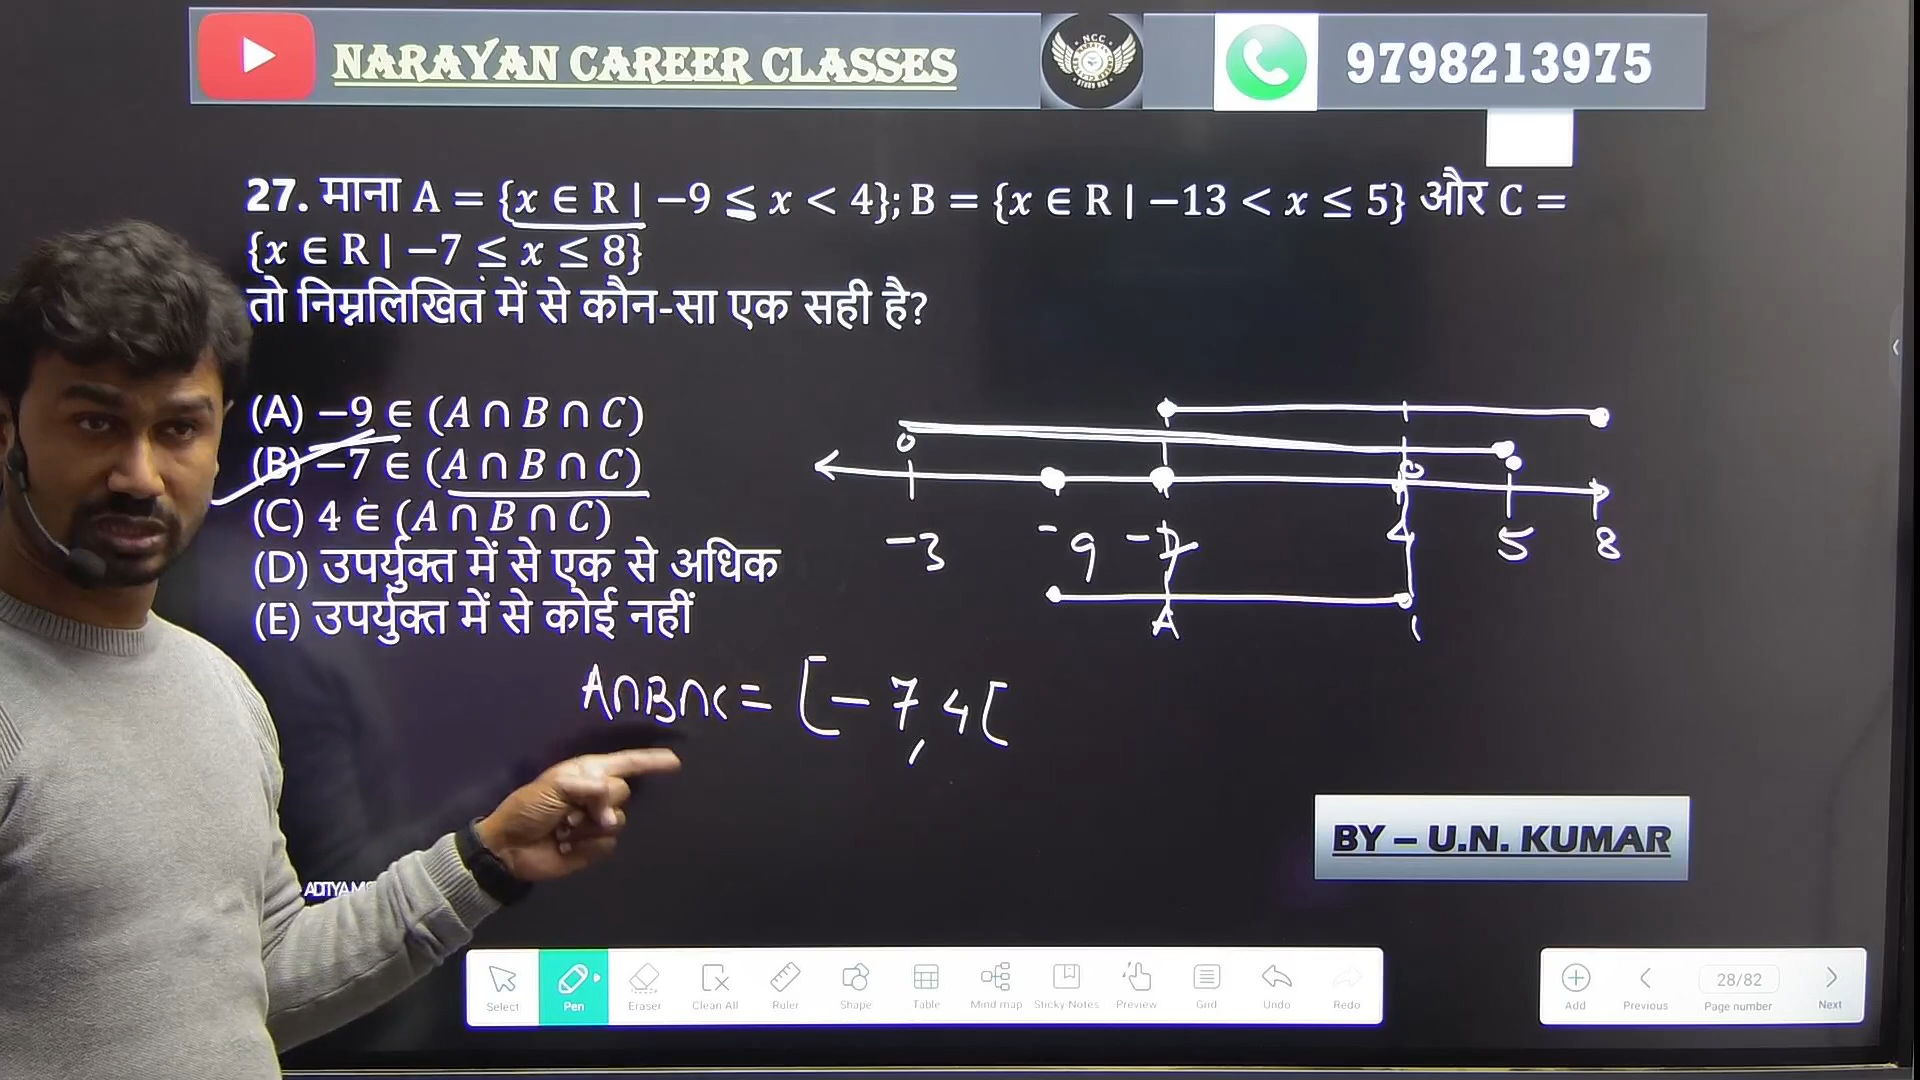 NARAYAN CAREER CLASSES
NCC
9798213975
27. माना A = {x ∈ R | −9 ≤ x < 4}; B = {x ∈ R | −13 < x ≤ 5} और C =
{x ∈ R | −7 ≤ x ≤ 8}
तो निम्नलिखित में से कौन-सा एक सही है?
(A) −9 ∈ (A ∩ B ∩ C)
(B) −7 ∈ (A ∩ B ∩ C)
(C) 4 ∈ (A ∩ B ∩ C)
(D) उपर्युक्त में से एक से अधिक
(E) उपर्युक्त में से कोई नहीं
-3 -9 -7 4 5 8
A
A∩B∩C = [-7, 4[
BY – U.N. KUMAR
Select Pen Eraser Clean All Ruler Shape Table Mind map Sticky-Notes Preview Grid Undo Redo
28/82
Add Previous Page number Next